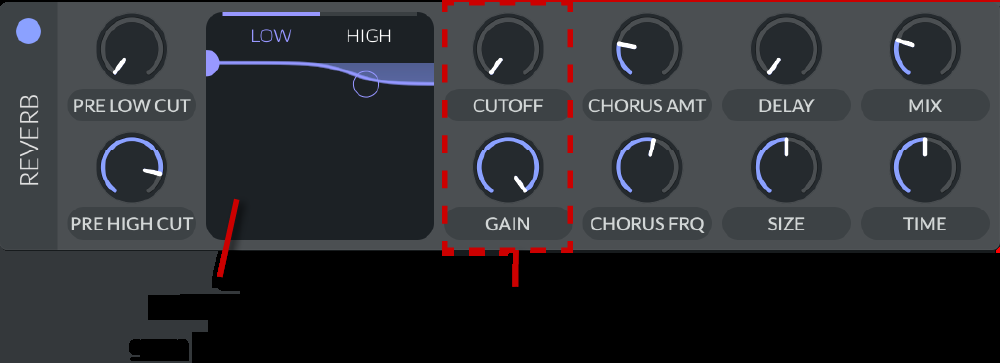 REVERB
LOW HIGH
PRE LOW CUT CUTOFF CHORUS AMT DELAY MIX
PRE HIGH CUT GAIN CHORUS FRQ SIZE TIME